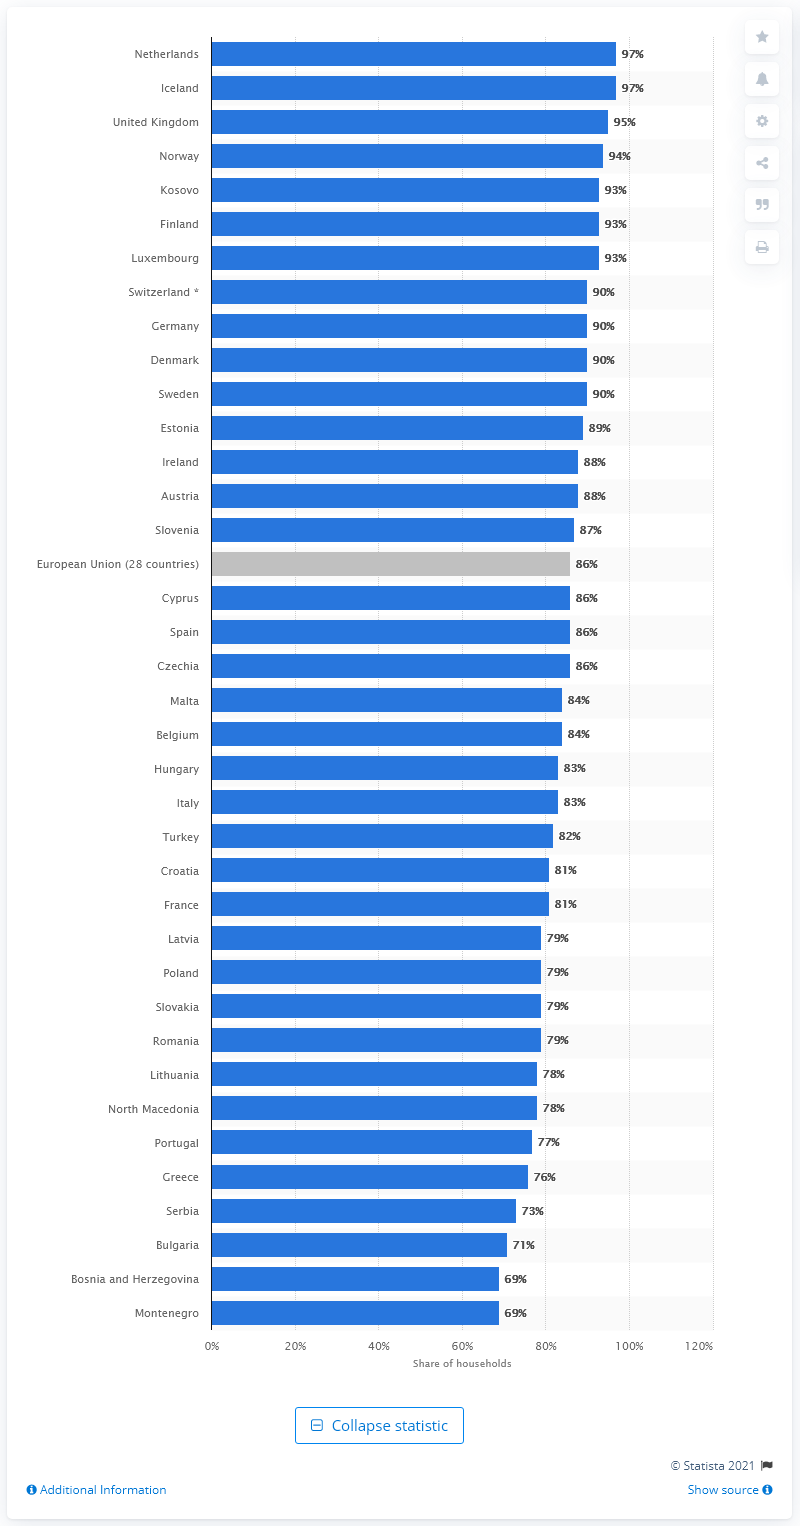 Netherlands 97%
Iceland 97%
United Kingdom 95%
Norway 94%
Kosovo 93%
Finland 93%
Luxembourg 93%
Switzerland * 90%
Germany 90%
Denmark 90%
Sweden 90%
Estonia 89%
Ireland 88%
Austria 88%
Slovenia 87%
European Union (28 countries) 86%
Cyprus 86%
Spain 86%
Czechia 86%
Malta 84%
Belgium 84%
Hungary 83%
Italy 83%
Turkey 82%
Croatia 81%
France 81%
Latvia 79%
Poland 79%
Slovakia 79%
Romania 79%
Lithuania 78%
North Macedonia 78%
Portugal 77%
Greece 76%
Serbia 73%
Bulgaria 71%
Bosnia and Herzegovina 69%
Montenegro 69%
0% 20% 40% 60% 80% 100% 120%
Share of households
Collapse statistic
© Statista 2021
Additional Information Show source